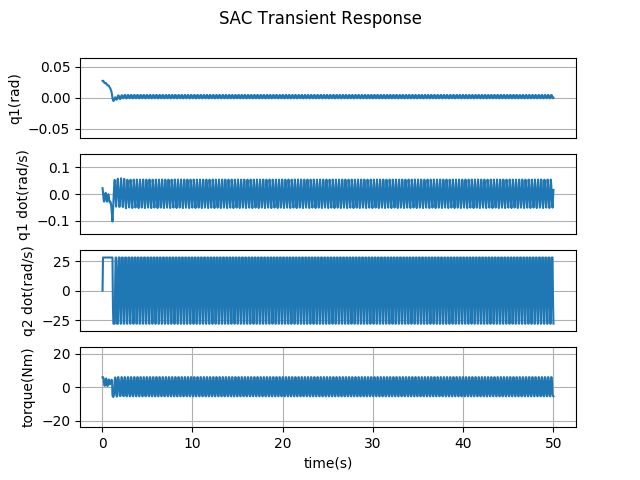 SAC Transient Response
0.05
0.00
−0.05
q1(rad)
0.1
0.0
−0.1
q1 dot(rad/s)
25
0
−25
q2 dot(rad/s)
20
0
−20
torque(Nm)
0 10 20 30 40 50
time(s)